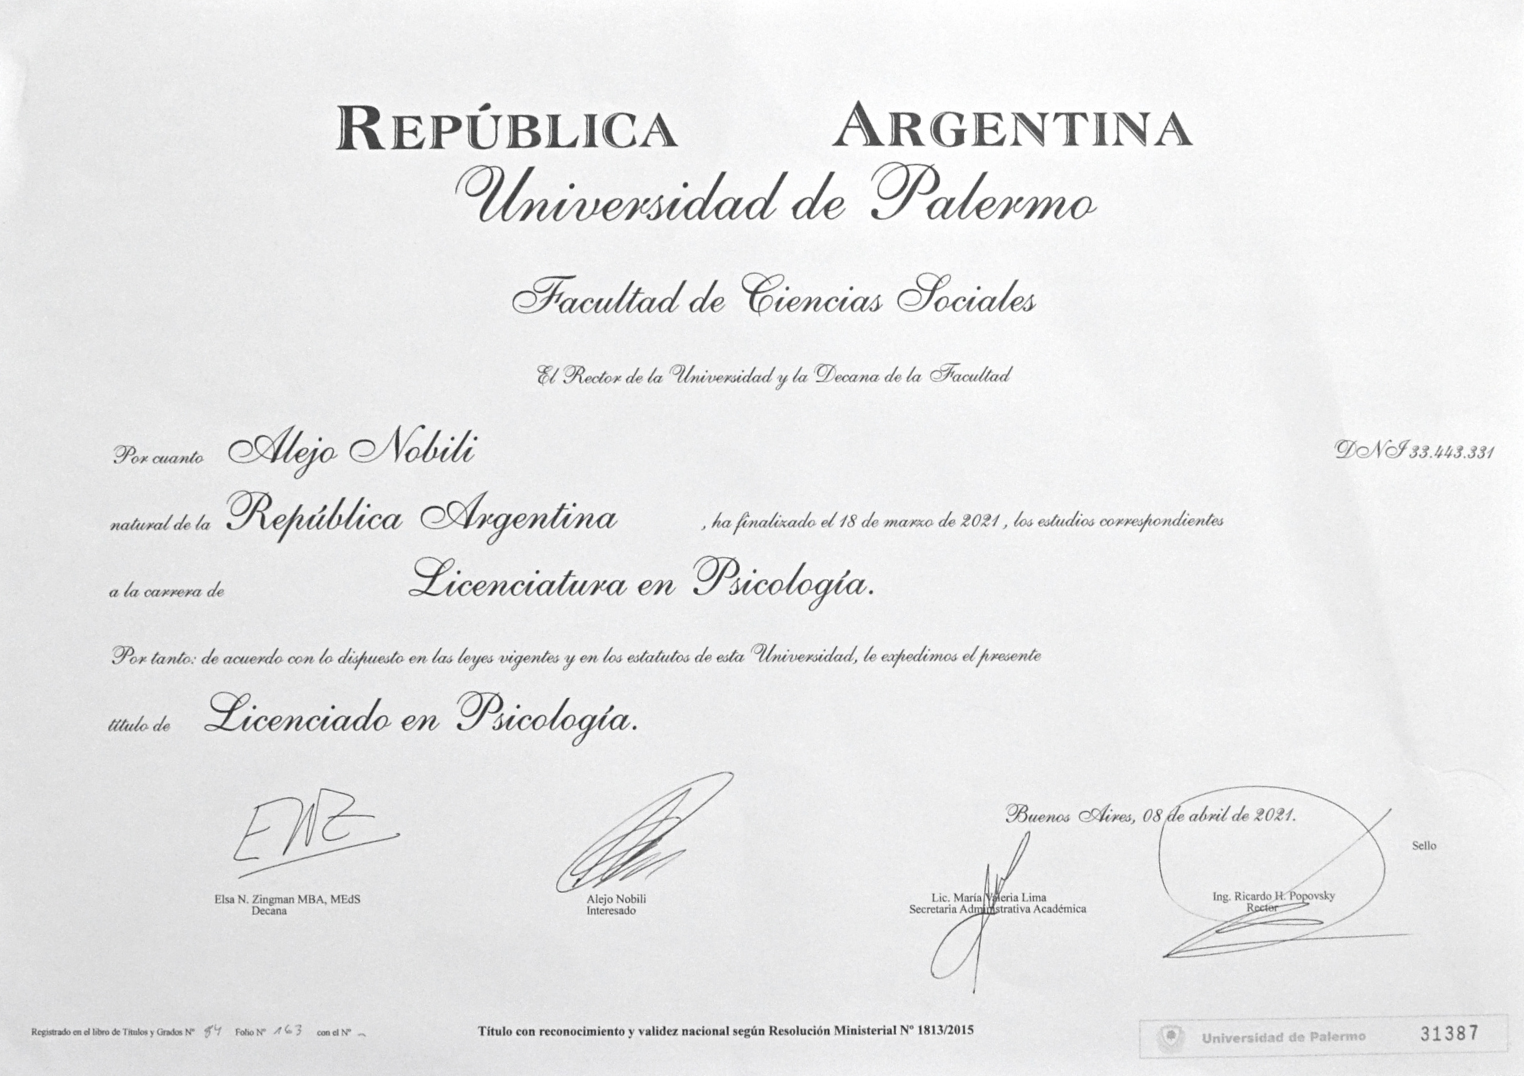 REPÚBLICA ARGENTINA
Universidad de Palermo
Facultad de Ciencias Sociales
El Rector de la Universidad y la Decana de la Facultad
Por cuanto Alejo Nobili DNI 33.443.331
natural de la República Argentina , ha finalizado el 18 de marzo de 2021 , los estudios correspondientes
a la carrera de Licenciatura en Psicología.
Por tanto: de acuerdo con lo dispuesto en las leyes vigentes y en los estatutos de esta Universidad, le expedimos el presente
título de Licenciado en Psicología.
Buenos Aires, 08 de abril de 2021.
Sello
Elsa N. Zingman MBA, MEdS
Decana
Alejo Nobili
Interesado
Lic. María Valeria Lima
Secretaria Administrativa Académica
Ing. Ricardo H. Popovsky
Rector
Registrado en el libro de Títulos y Grados Nº Folio Nº 163 con el Nº
Título con reconocimiento y validez nacional según Resolución Ministerial Nº 1813/2015
Universidad de Palermo 31387